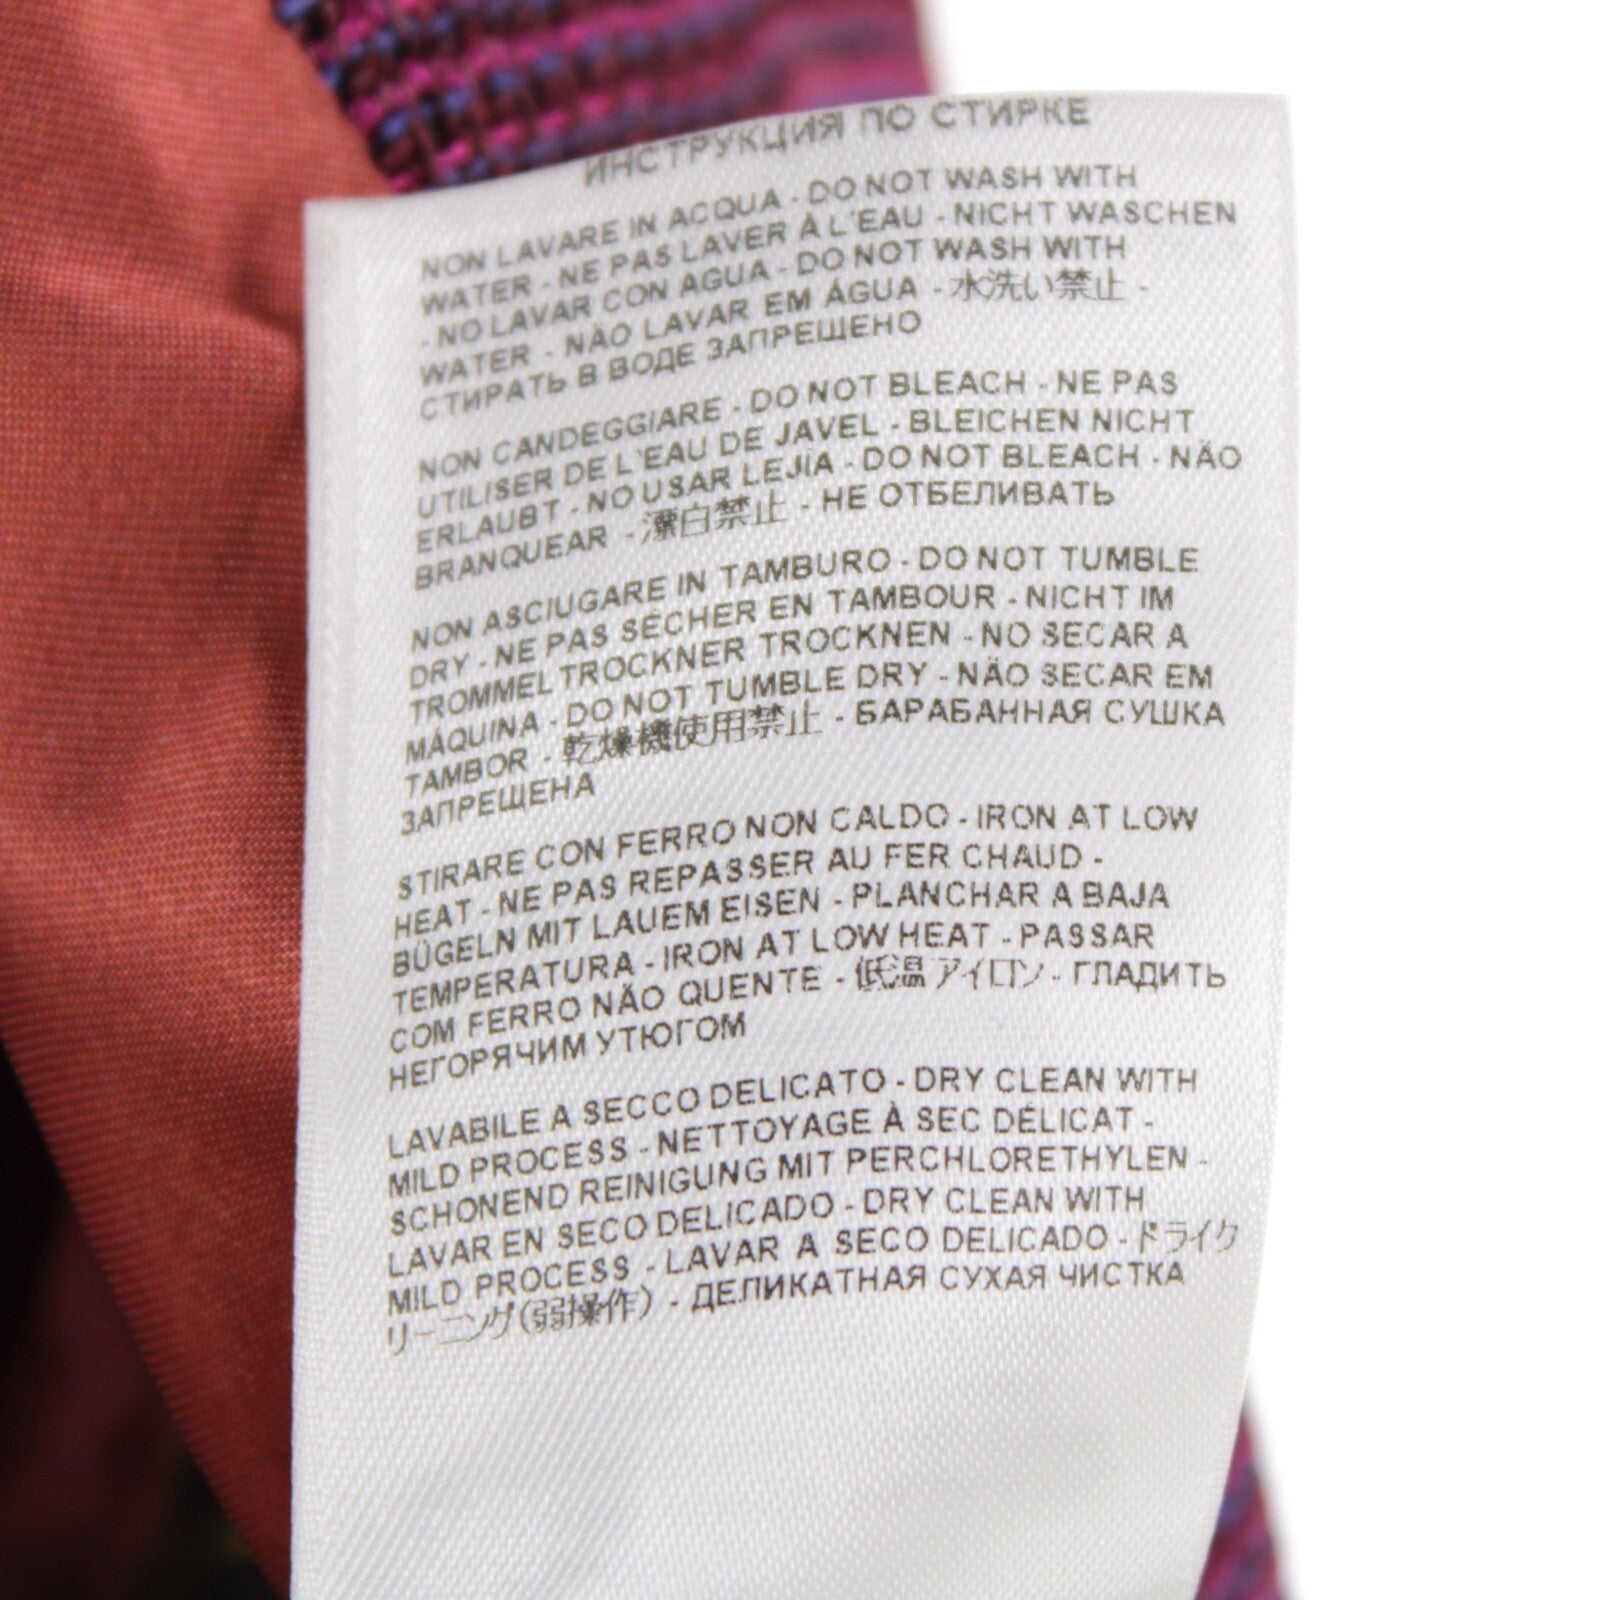 ИНСТРУКЦИЯ ПО СТИРКЕ
NON LAVARE IN ACQUA - DO NOT WASH WITH
WATER - NE PAS LAVER À L'EAU - NICHT WASCHEN
- NO LAVAR CON AGUA - DO NOT WASH WITH
WATER - NÃO LAVAR EM ÁGUA - 水洗い禁止 -
СТИРАТЬ В ВОДЕ ЗАПРЕЩЕНО
NON CANDEGGIARE - DO NOT BLEACH - NE PAS
UTILISER DE L'EAU DE JAVEL - BLEICHEN NICHT
ERLAUBT - NO USAR LEJÍA - DO NOT BLEACH - NÃO
BRANQUEAR - 漂白禁止 - НЕ ОТБЕЛИВАТЬ
NON ASCIUGARE IN TAMBURO - DO NOT TUMBLE
DRY - NE PAS SÉCHER EN TAMBOUR - NICHT IM
TROMMEL TROCKNER TROCKNEN - NO SECAR A
MÁQUINA - DO NOT TUMBLE DRY - NÃO SECAR EM
TAMBOR - 乾燥機使用禁止 - БАРАБАННАЯ СУШКА
ЗАПРЕЩЕНА
STIRARE CON FERRO NON CALDO - IRON AT LOW
HEAT - NE PAS REPASSER AU FER CHAUD -
BÜGELN MIT LAUEM EISEN - PLANCHAR A BAJA
TEMPERATURA - IRON AT LOW HEAT - PASSAR
COM FERRO NÃO QUENTE - 低温アイロン - ГЛАДИТЬ
НЕГОРЯЧИМ УТЮГОМ
LAVABILE A SECCO DELICATO - DRY CLEAN WITH
MILD PROCESS - NETTOYAGE À SEC DÉLICAT -
SCHONEND REINIGUNG MIT PERCHLORETHYLEN -
LAVAR EN SECO DELICADO - DRY CLEAN WITH
MILD PROCESS - LAVAR A SECO DELICADO - ドライク
リーニング(弱操作) - ДЕЛИКАТНАЯ СУХАЯ ЧИСТКА